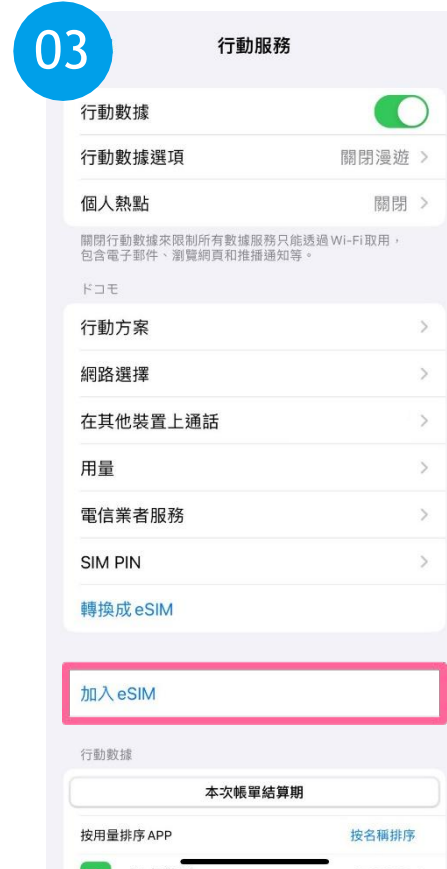 03
行動服務
行動數據
行動數據選項 關閉漫遊
個人熱點 關閉
關閉行動數據來限制所有數據服務只能透過 Wi-Fi 取用，
包含電子郵件、瀏覽網頁和推播通知等。
ドコモ
行動方案
網路選擇
在其他裝置上通話
用量
電信業者服務
SIM PIN
轉換成 eSIM
加入 eSIM
行動數據
本次帳單結算期
按用量排序 APP 按名稱排序